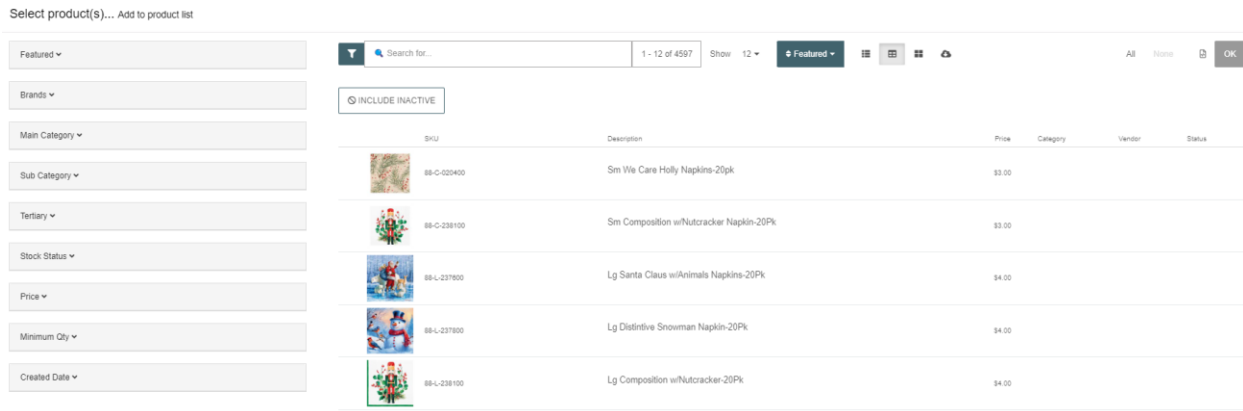 Select product(s)... Add to product list
Featured
Brands
Main Category
Sub Category
Tertiary
Stock Status
Price
Minimum Qty
Created Date
Search for...
1 - 12 of 4597
Show 12
Featured
All None
OK
INCLUDE INACTIVE
SKU Description Price Category Vendor Status
88-C-020400 Sm We Care Holly Napkins-20pk $3.00
88-C-238100 Sm Composition w/Nutcracker Napkin-20Pk $3.00
88-L-237600 Lg Santa Claus w/Animals Napkins-20Pk $4.00
88-L-237800 Lg Distintive Snowman Napkin-20Pk $4.00
88-L-238100 Lg Composition w/Nutcracker-20Pk $4.00